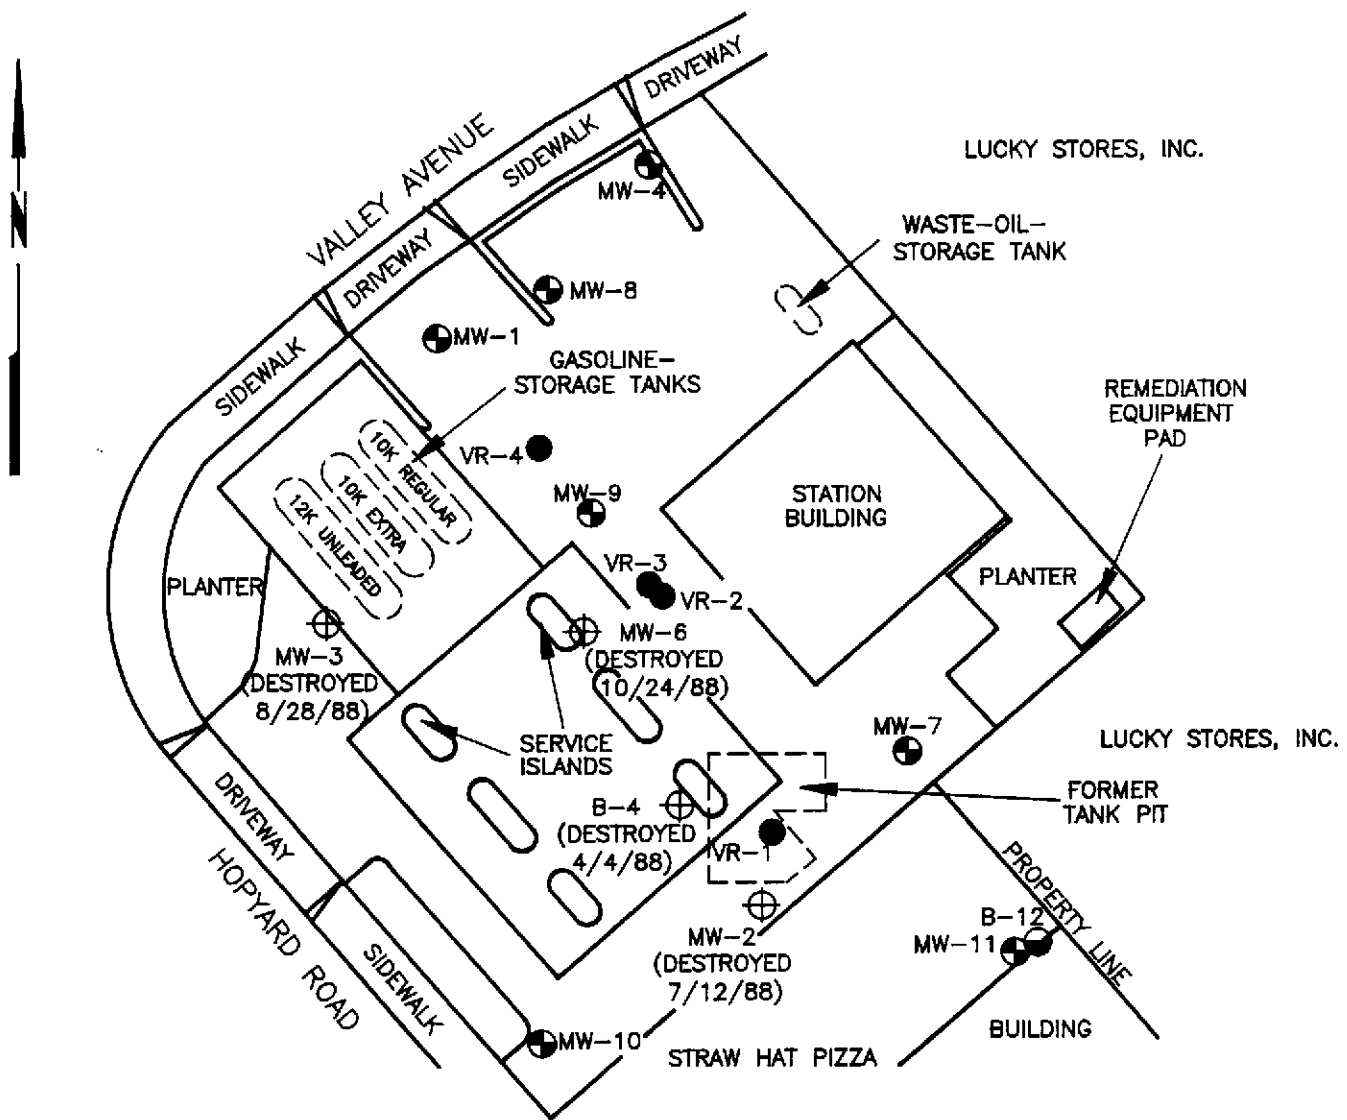 DRIVEWAY
SIDEWALK
VALLEY AVENUE
LUCKY STORES, INC.
MW-4
N
WASTE-OIL-
STORAGE TANK
DRIVEWAY
MW-8
MW-1
SIDEWALK
GASOLINE-
STORAGE TANKS
REMEDIATION
EQUIPMENT
PAD
10K REGULAR
10K EXTRA
12K UNLEADED
VR-4
MW-9
STATION
BUILDING
VR-3
VR-2
PLANTER
PLANTER
MW-6
(DESTROYED
10/24/88)
MW-3
(DESTROYED
8/28/88)
SERVICE
ISLANDS
MW-7
LUCKY STORES, INC.
FORMER
TANK PIT
B-4
(DESTROYED
4/4/88)
VR-1
DRIVEWAY
HOPYARD ROAD
SIDEWALK
MW-2
(DESTROYED
7/12/88)
PROPERTY LINE
B-12
MW-11
BUILDING
MW-10
STRAW HAT PIZZA